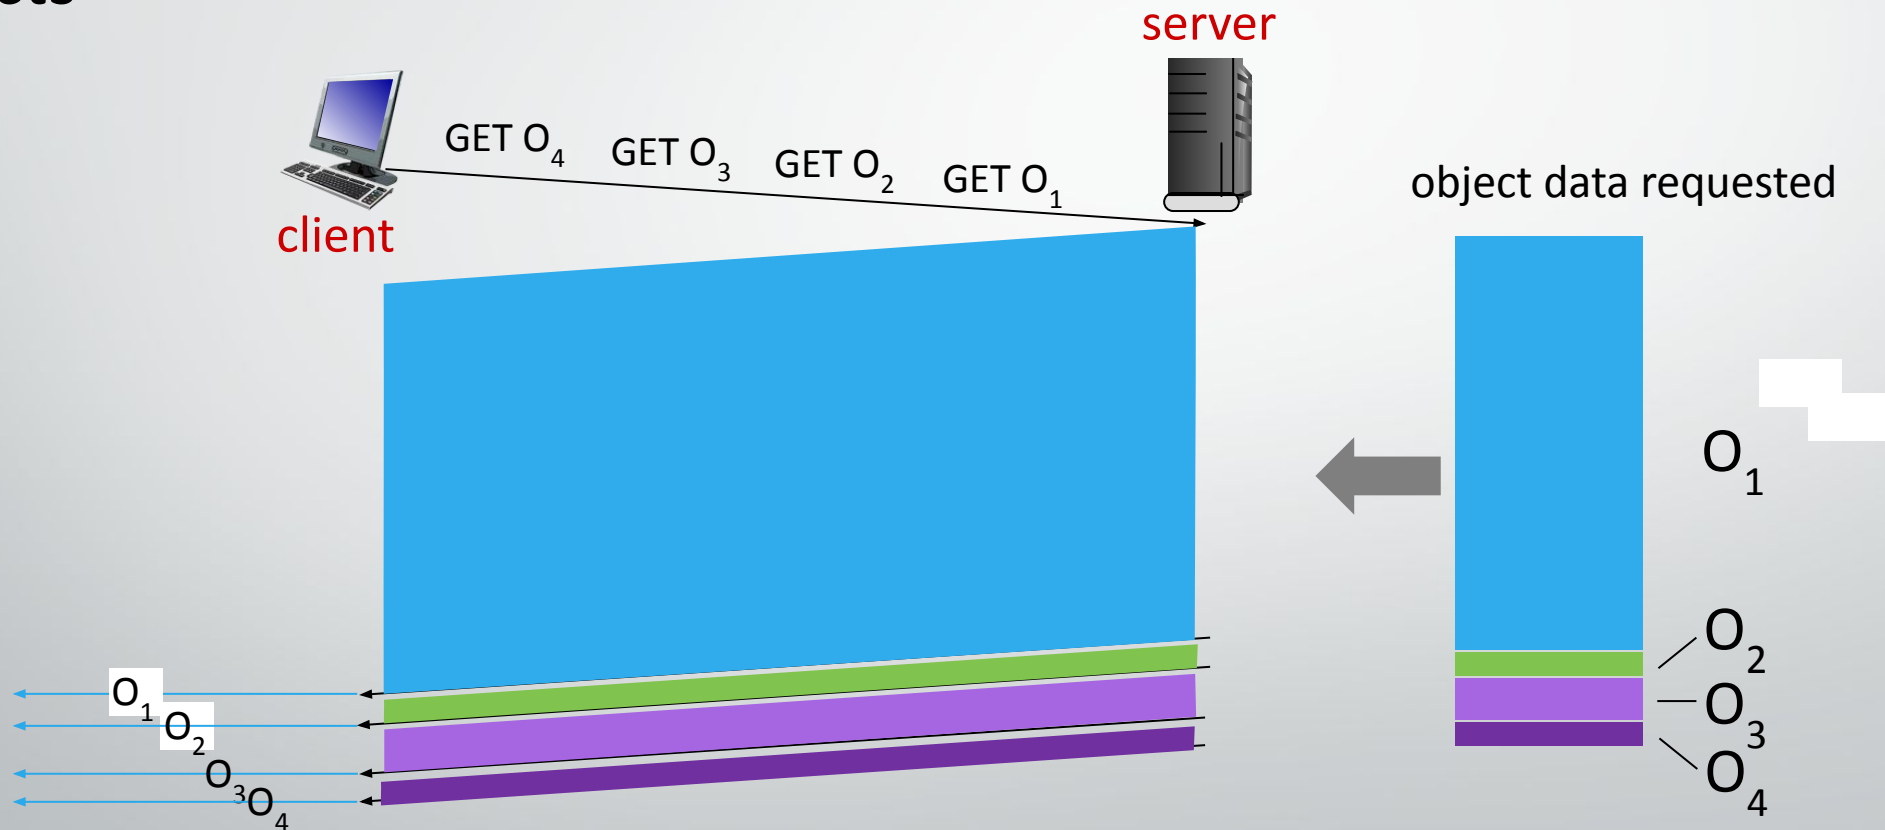 server
GET O4 GET O3 GET O2 GET O1
object data requested
client
O1
O2
O3
O4
O1
O2
O3
O4